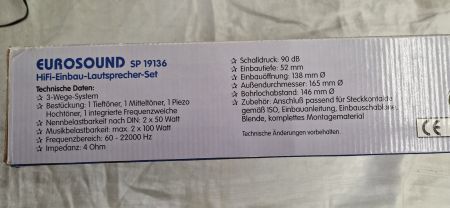 EUROSOUND SP 19136
HiFi-Einbau-Lautsprecher-Set
Technische Daten:
☆ 3-Wege-System
☆ Bestückung: 1 Tieftöner, 1 Mitteltöner, 1 Piezo
Hochtöner, 1 integrierte Frequenzweiche
☆ Nennbelastbarkeit nach DIN: 2 x 50 Watt
☆ Musikbelastbarkeit: max. 2 x 100 Watt
☆ Frequenzbereich: 60 - 22000 Hz
☆ Impedanz: 4 Ohm
☆ Schalldruck: 90 dB
☆ Einbautiefe: 52 mm
☆ Einbauöffnung: 138 mm Ø
☆ Außendurchmesser: 165 mm Ø
☆ Bohrlochabstand: 146 mm Ø
☆ Zubehör: Anschluß passend für Steckkontakt
gemäß ISO, Einbauanleitung,
Blende, komplettes Montagematerial
Technische Änderungen vorbehalten.
CE